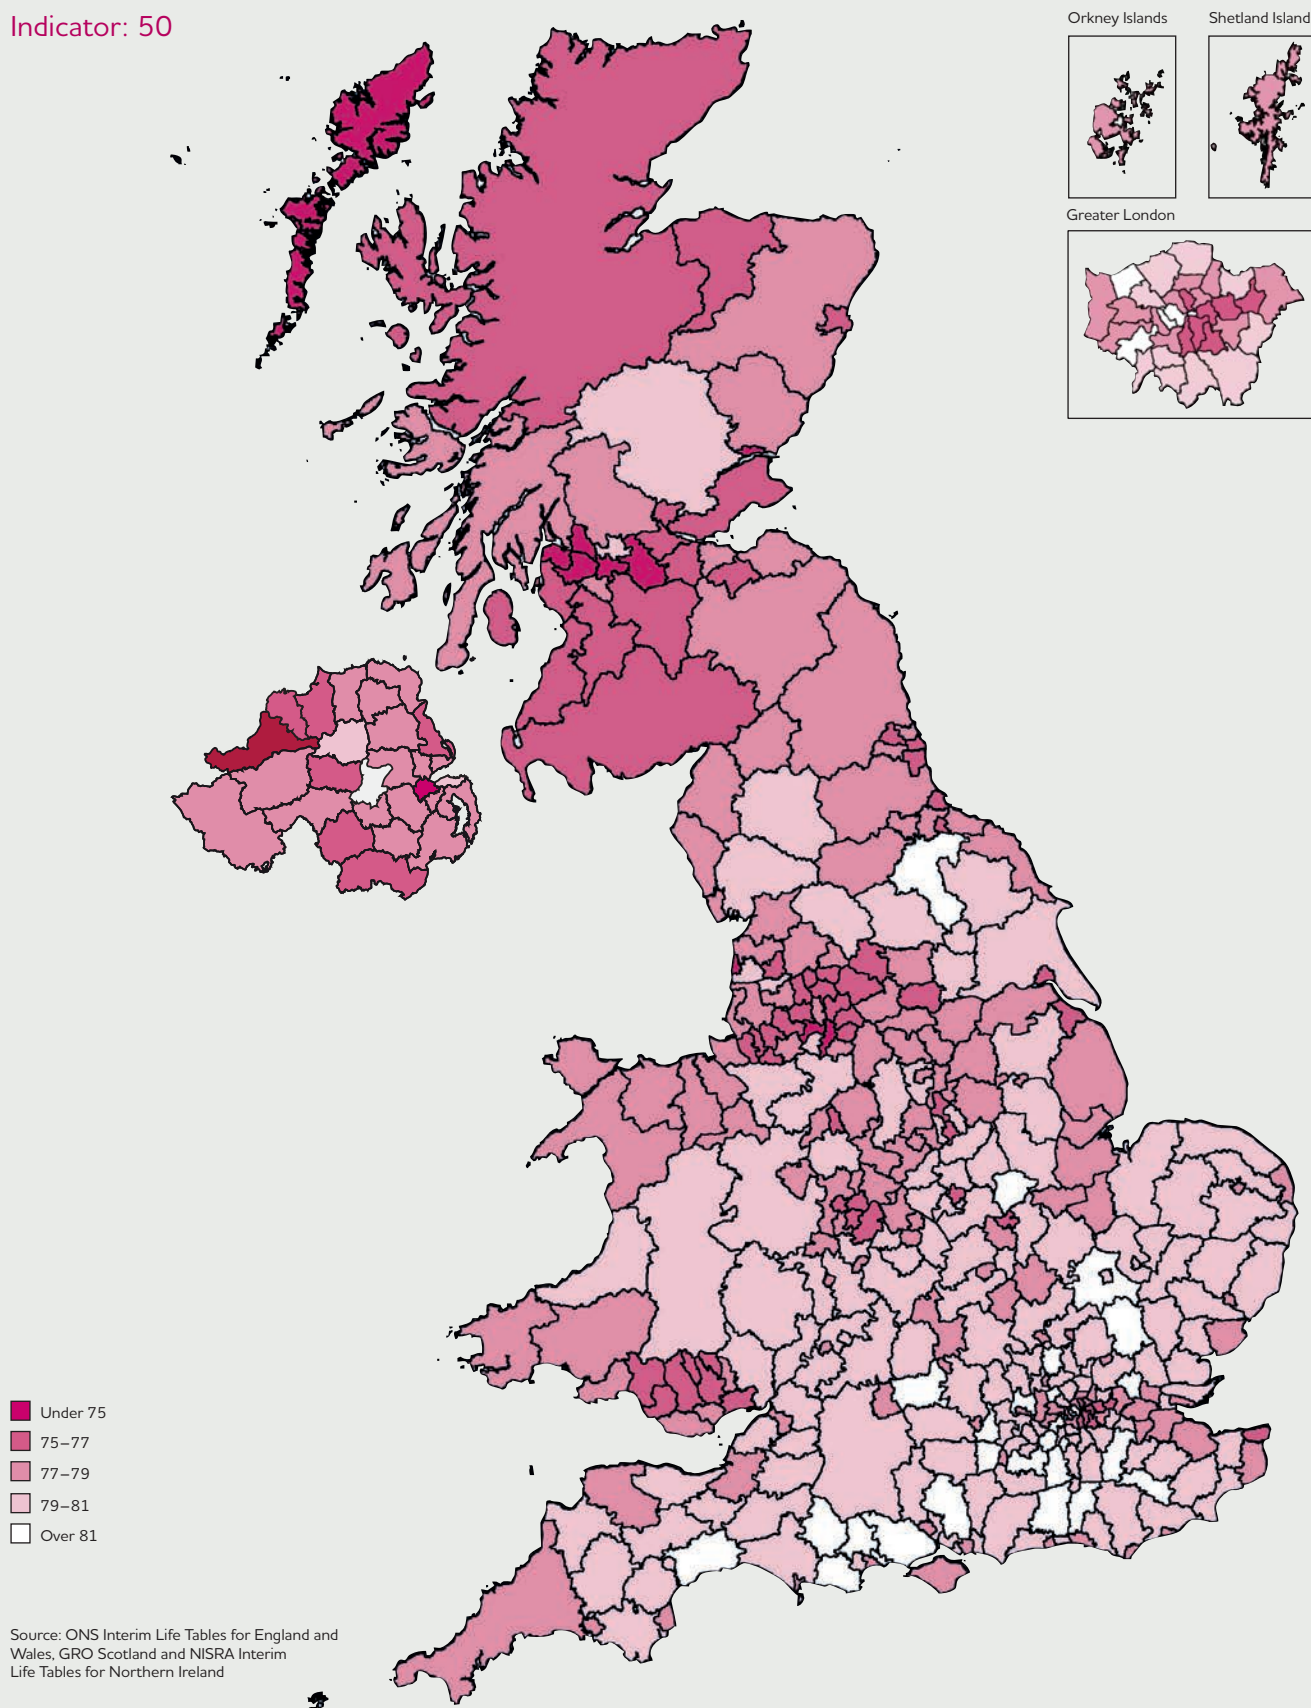 Indicator: 50
Orkney Islands
Shetland Island
Greater London
Under 75
75–77
77–79
79–81
Over 81
Source: ONS Interim Life Tables for England and
Wales, GRO Scotland and NISRA Interim
Life Tables for Northern Ireland